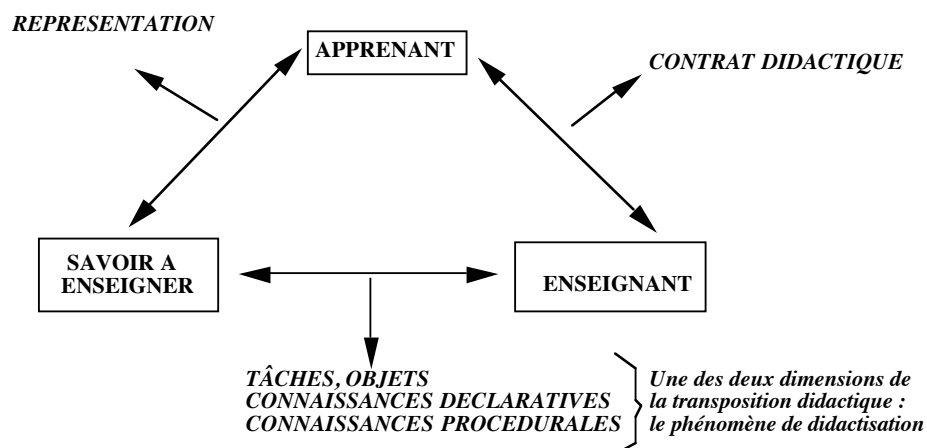 REPRESENTATION
APPRENANT
CONTRAT DIDACTIQUE
SAVOIR A
ENSEIGNER
ENSEIGNANT
TÂCHES, OBJETS
CONNAISSANCES DECLARATIVES
CONNAISSANCES PROCEDURALES
Une des deux dimensions de
la transposition didactique :
le phénomène de didactisation